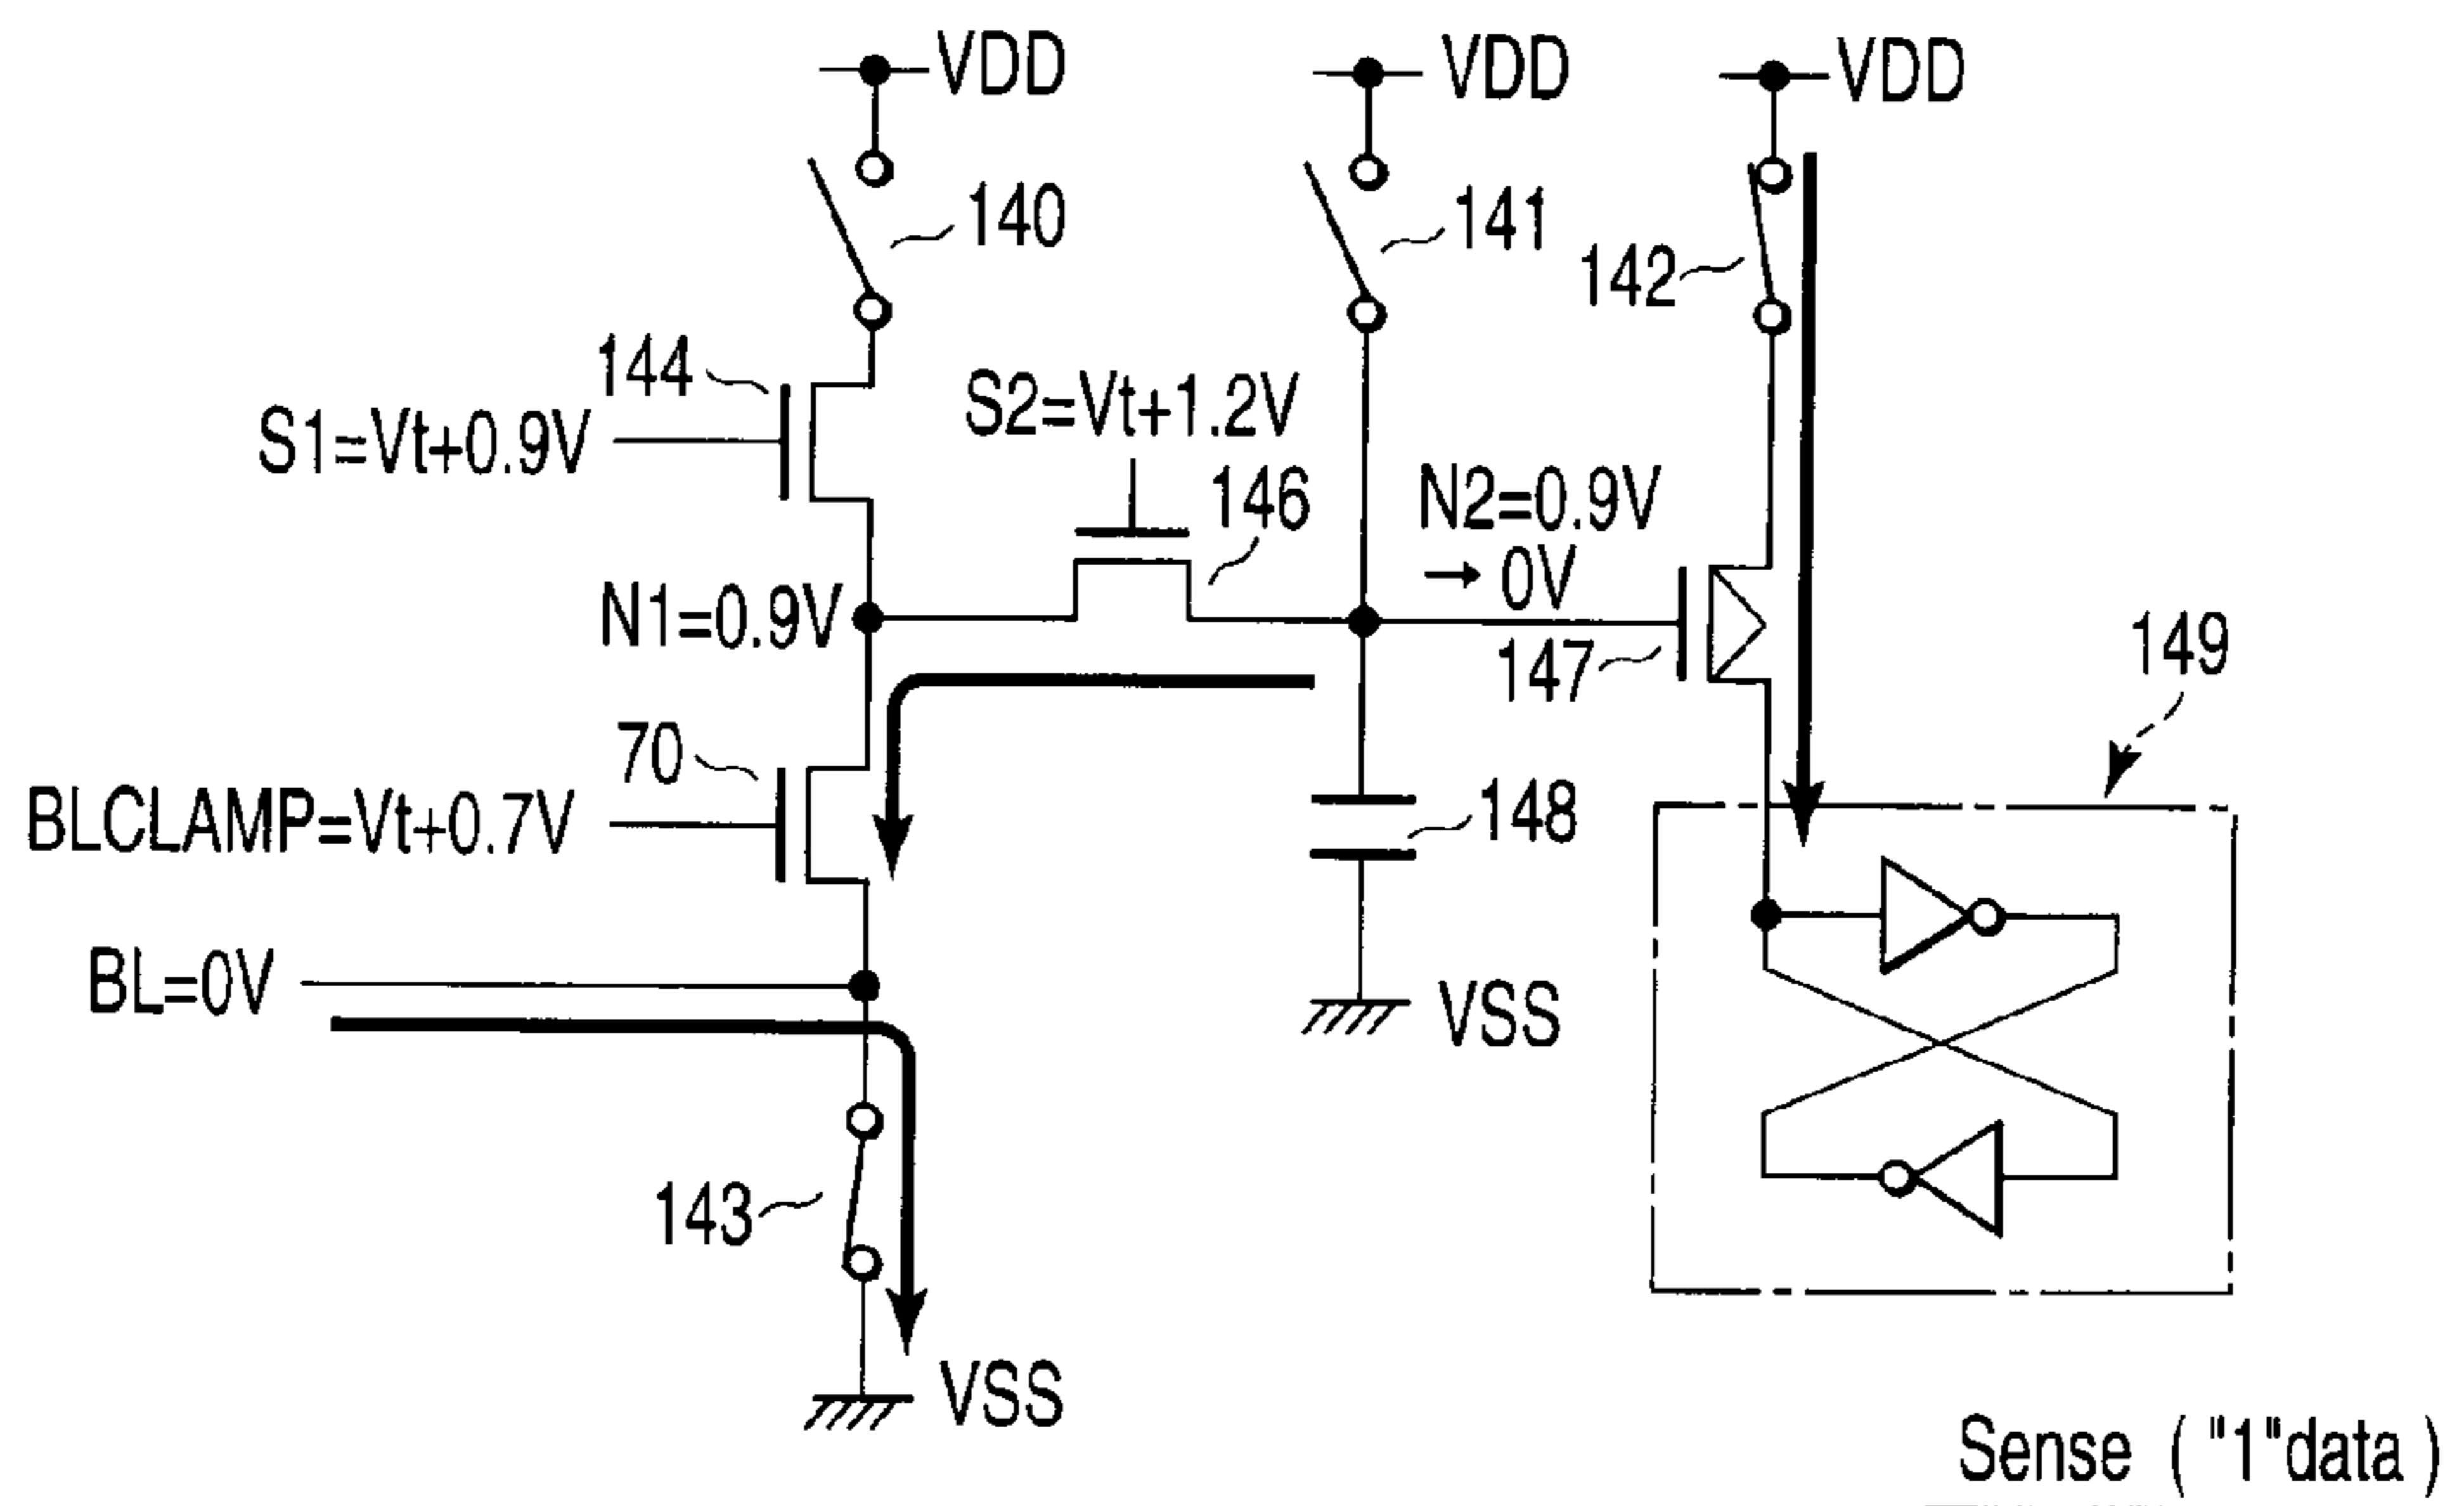 VDD
VDD
VDD
140
141
142
144
S1=Vt+0.9V
S2=Vt+1.2V
146
N2=0.9V
→ 0V
N1=0.9V
147
149
70
BLCLAMP=Vt+0.7V
148
BL=0V
VSS
143
VSS
Sense ( "1"data )